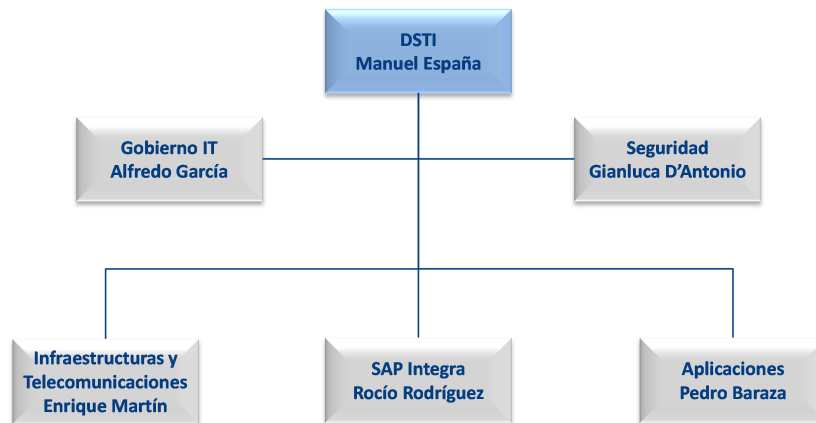 DSTI
Manuel España
Gobierno IT
Alfredo García
Seguridad
Gianluca D’Antonio
Infraestructuras y
Telecomunicaciones
Enrique Martín
SAP Integra
Rocío Rodríguez
Aplicaciones
Pedro Baraza